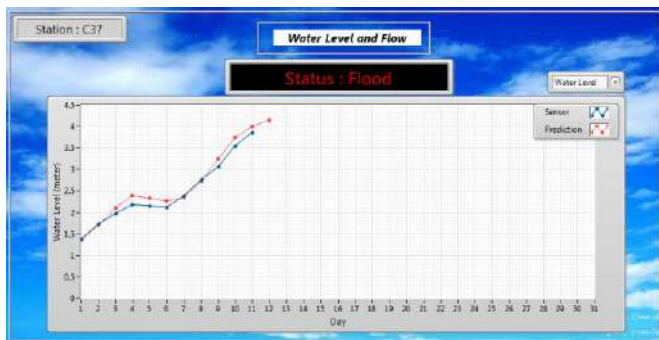 Station : C37
Water Level and Flow
Status : Flood
Water Level
Sensor
Prediction
Water Level (meter)
4.5
4
3.5
3
2.5
2
1.5
1
0.5
0
1 2 3 4 5 6 7 8 9 10 11 12 13 14 15 16 17 18 19 20 21 22 23 24 25 26 27 28 29 30 31
Day